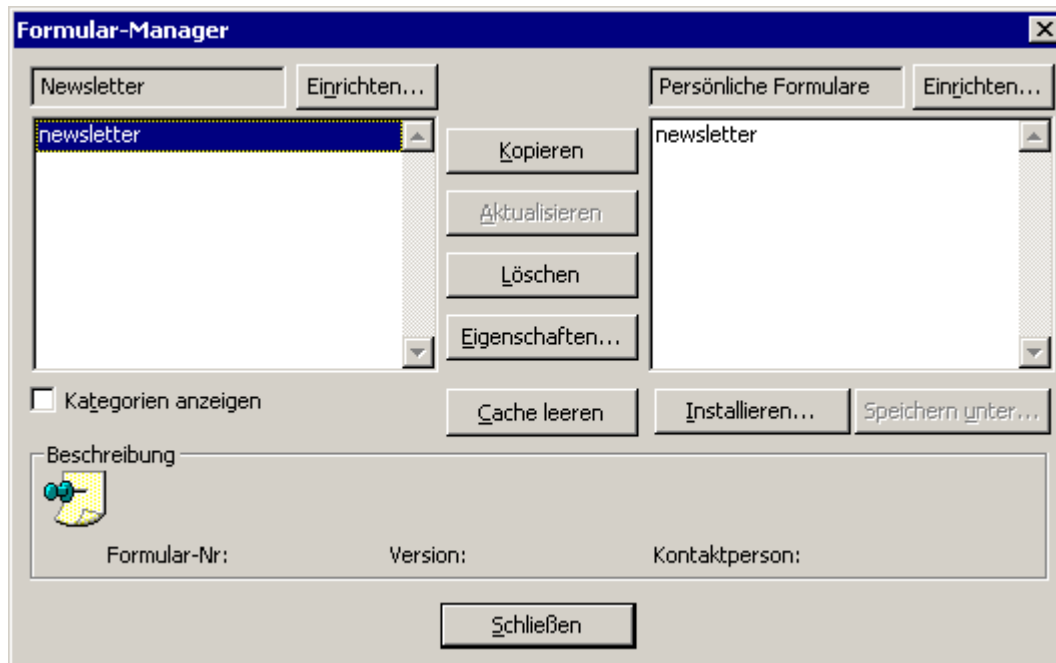 Formular-Manager
Newsletter
Einrichten...
Persönliche Formulare
Einrichten...
newsletter
newsletter
Kopieren
Aktualisieren
Löschen
Eigenschaften...
Kategorien anzeigen
Cache leeren
Installieren...
Speichern unter...
Beschreibung
Formular-Nr:
Version:
Kontaktperson:
Schließen